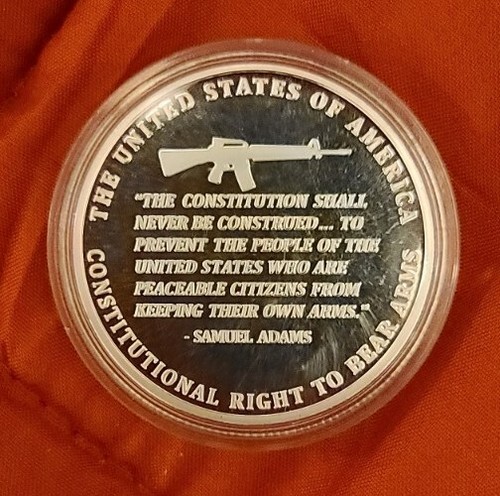 THE UNITED STATES OF AMERICA
"THE CONSTITUTION SHALL
NEVER BE CONSTRUED... TO
PREVENT THE PEOPLE OF THE
UNITED STATES WHO ARE
PEACEABLE CITIZENS FROM
KEEPING THEIR OWN ARMS."
- SAMUEL ADAMS
CONSTITUTIONAL RIGHT TO BEAR ARMS